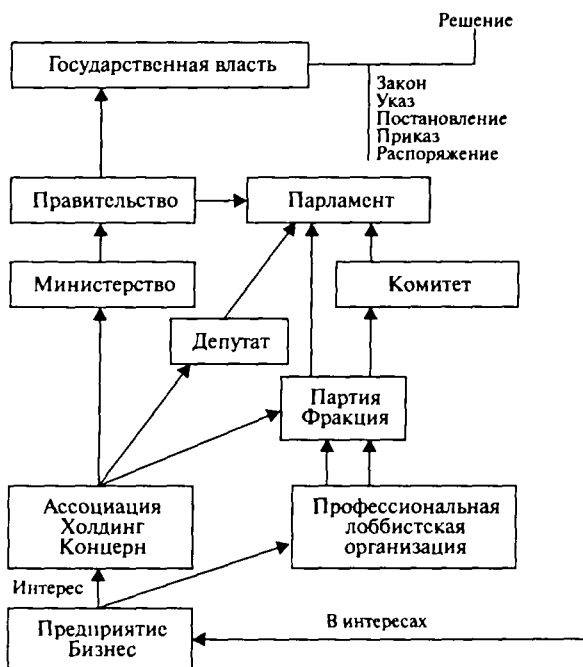 Решение
Государственная власть
Закон
Указ
Постановление
Приказ
Распоряжение
Правительство
Парламент
Министерство
Комитет
Депутат
Партия
Фракция
Ассоциация
Холдинг
Концерн
Профессиональная
лоббистская
организация
Интерес
Предприятие
Бизнес
В интересах